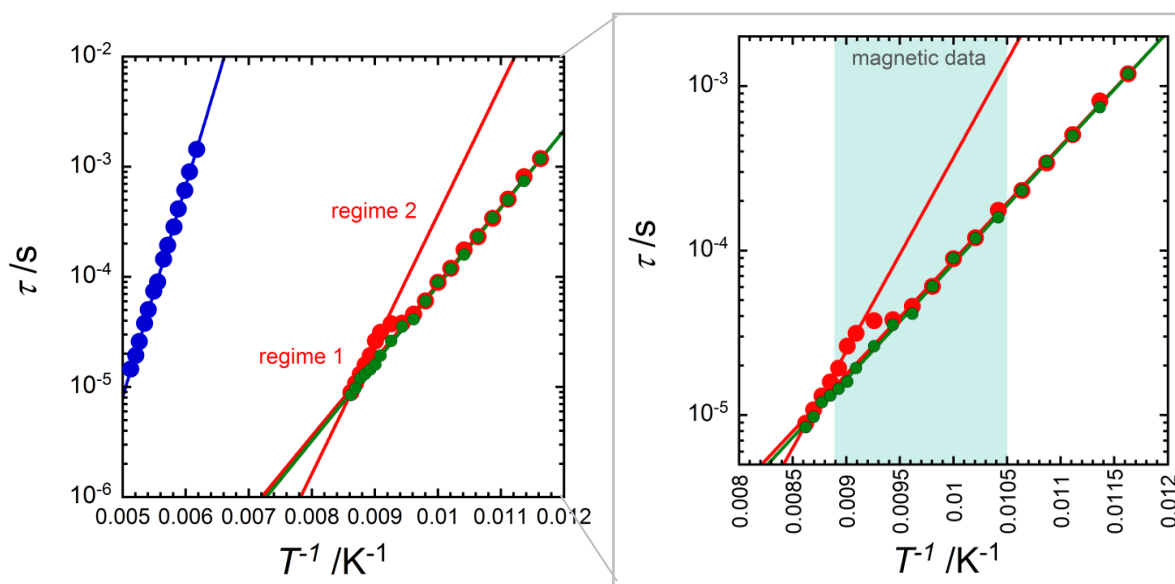 10⁻²
10⁻³
10⁻⁴
10⁻⁵
10⁻⁶
τ /s
regime 2
regime 1
0.005 0.006 0.007 0.008 0.009 0.01 0.011 0.012
T⁻¹ /K⁻¹
magnetic data
10⁻³
10⁻⁴
10⁻⁵
τ /s
0.008 0.0085 0.009 0.0095 0.01 0.0105 0.011 0.0115 0.012
T⁻¹ /K⁻¹